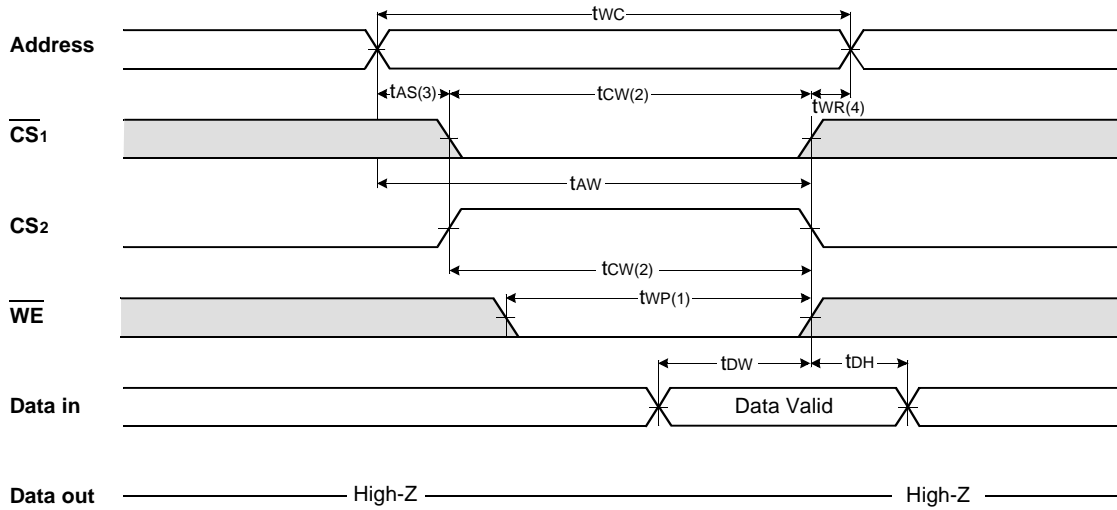 tWC
Address
tAS(3) tCW(2) tWR(4)
CS1
tAW
CS2
tCW(2)
tWP(1)
WE
tDW tDH
Data in Data Valid
Data out High-Z High-Z